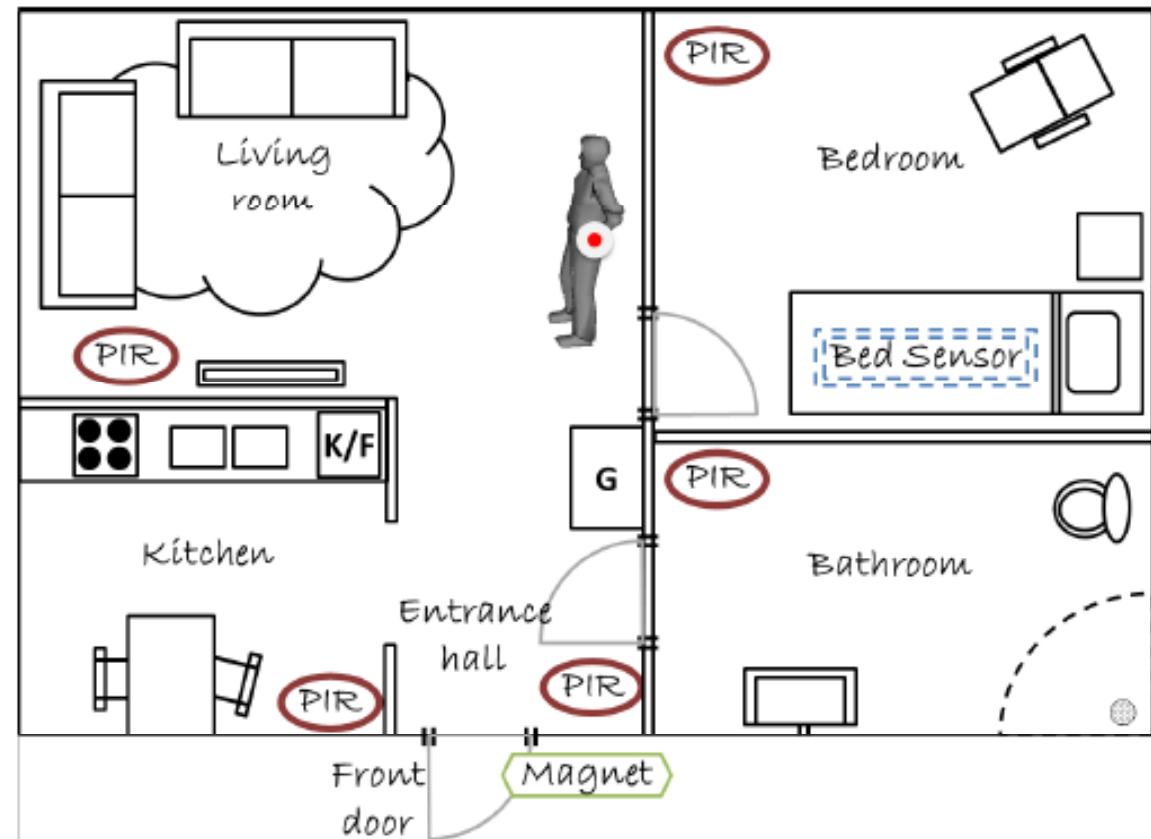 PIR
Living
room
Bedroom
PIR
Bed Sensor
K/F
G
PIR
Kitchen
Bathroom
Entrance
hall
PIR
PIR
Front
door
Magnet